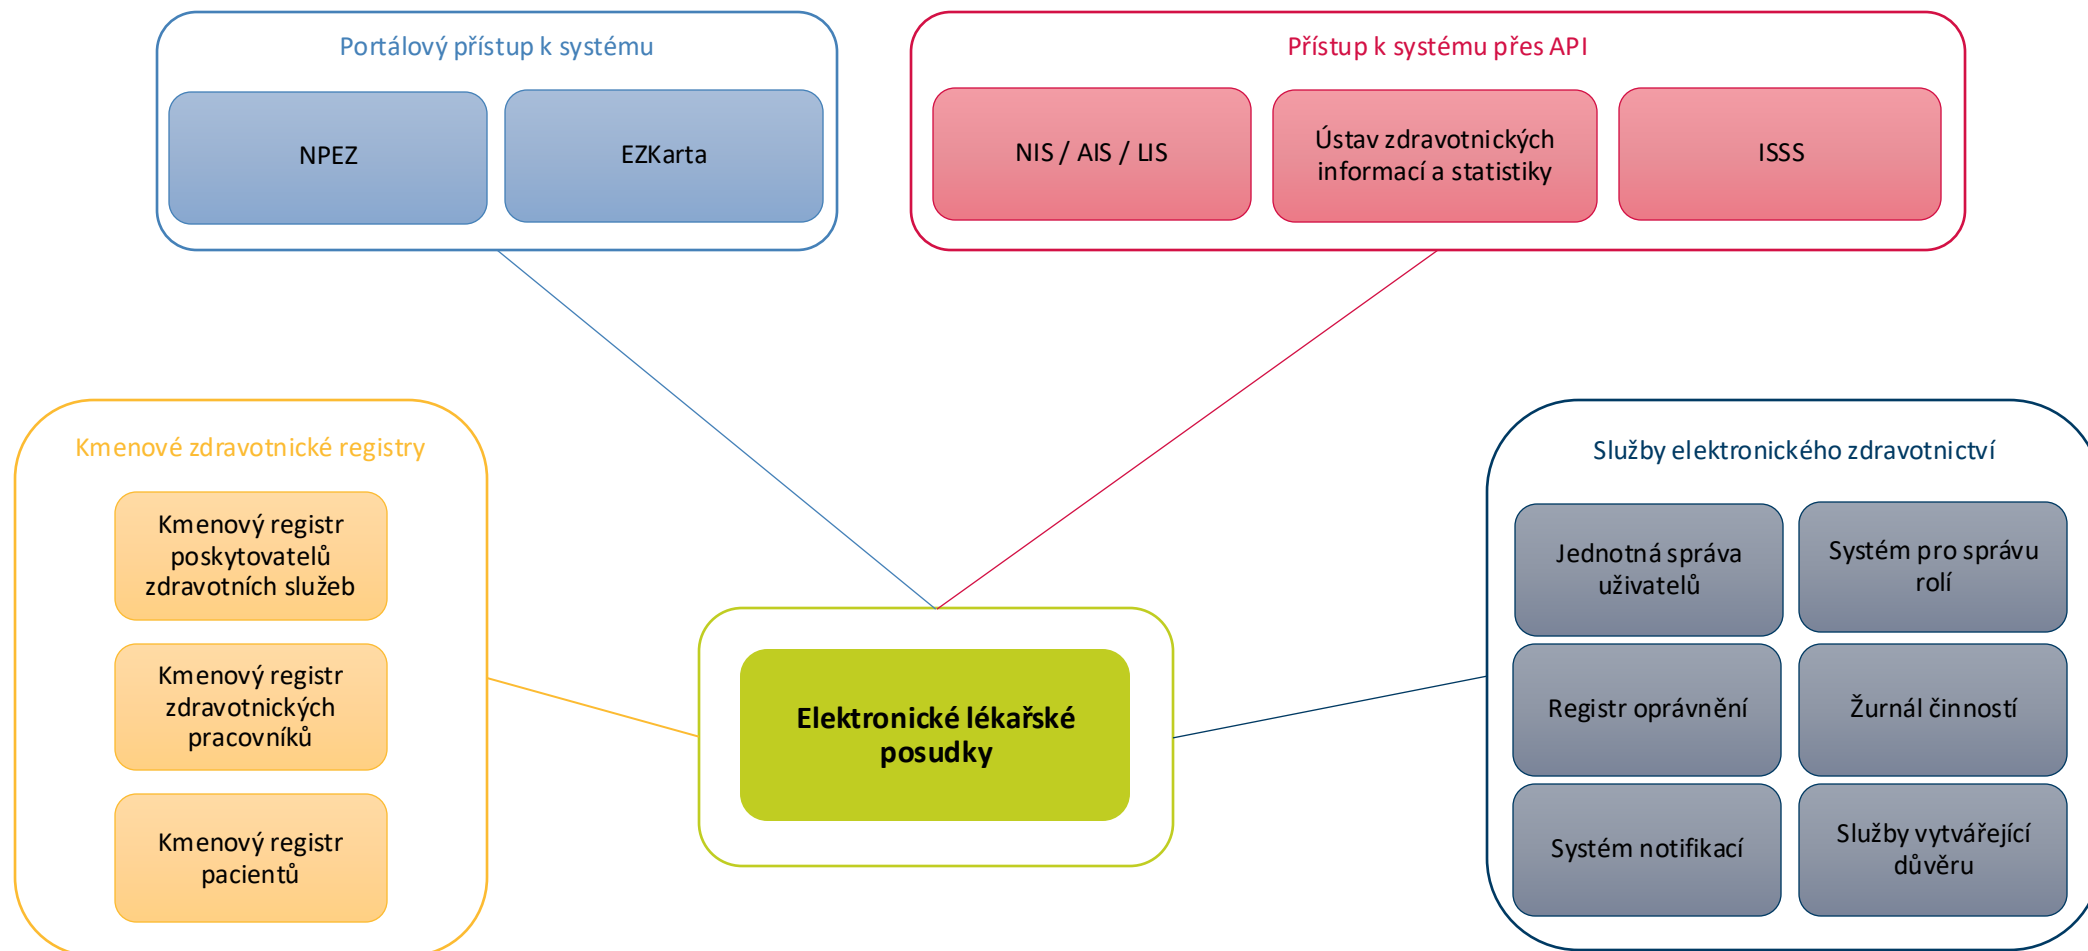 Portálový přístup k systému
NPEZ
EZKarta
Přístup k systému přes API
NIS / AIS / LIS
Ústav zdravotnických
informací a statistiky
ISSS
Kmenové zdravotnické registry
Kmenový registr
poskytovatelů
zdravotních služeb
Kmenový registr
zdravotnických
pracovníků
Kmenový registr
pacientů
Elektronické lékařské
posudky
Služby elektronického zdravotnictví
Jednotná správa
uživatelů
Systém pro správu
rolí
Registr oprávnění
Žurnál činností
Systém notifikací
Služby vytvářející
důvěru